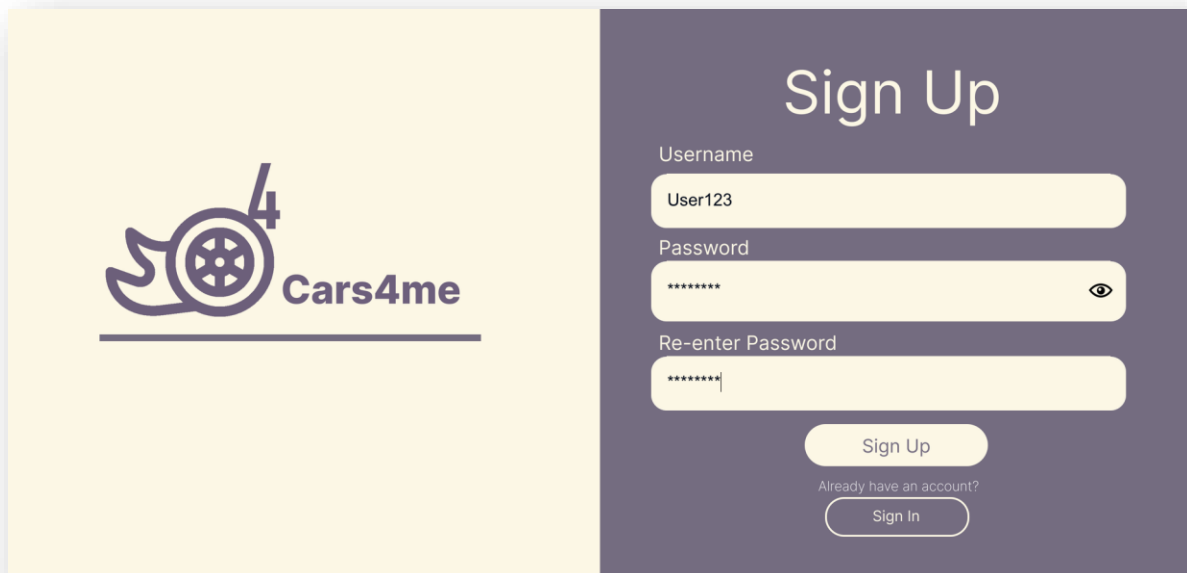 4
Cars4me
Sign Up
Username
User123
Password
********
Re-enter Password
********
Sign Up
Already have an account?
Sign In